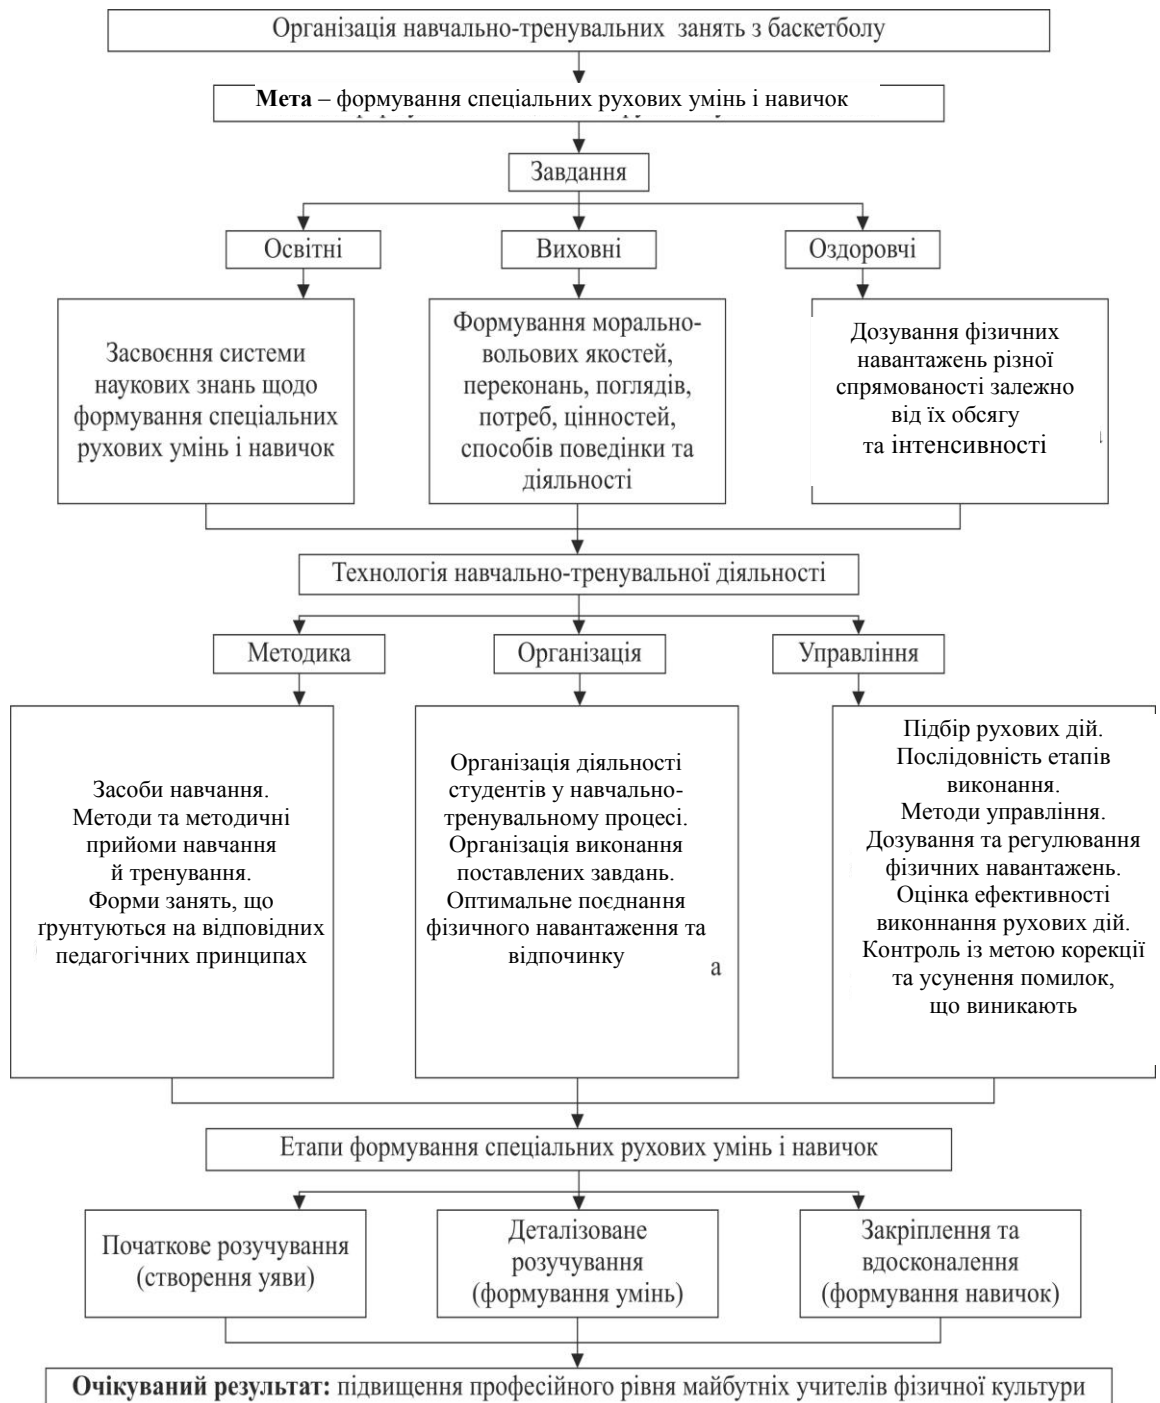 Організація навчально-тренувальних занять з баскетболу
Мета – формування спеціальних рухових умінь і навичок
Завдання
Освітні
Виховні
Оздоровчі
Засвоєння системи
наукових знань щодо
формування спеціальних
рухових умінь і навичок
Формування морально-
вольових якостей,
переконань, поглядів,
потреб, цінностей,
способів поведінки та
діяльності
Дозування фізичних
навантажень різної
спрямованості залежно
від їх обсягу
та інтенсивності
Технологія навчально-тренувальної діяльності
Методика
Організація
Управління
Засоби навчання.
Методи та методичні
прийоми навчання
й тренування.
Форми занять, що
ґрунтуються на відповідних
педагогічних принципах
Організація діяльності
студентів у навчально-
тренувальному процесі.
Організація виконання
поставлених завдань.
Оптимальне поєднання
фізичного навантаження та
відпочинку
а
Підбір рухових дій.
Послідовність етапів
виконання.
Методи управління.
Дозування та регулювання
фізичних навантажень.
Оцінка ефективності
виконнання рухових дій.
Контроль із метою корекції
та усунення помилок,
що виникають
Етапи формування спеціальних рухових умінь і навичок
Початкове розучування
(створення уяви)
Деталізоване
розучування
(формування умінь)
Закріплення та
вдосконалення
(формування навичок)
Очікуваний результат: підвищення професійного рівня майбутніх учителів фізичної культури